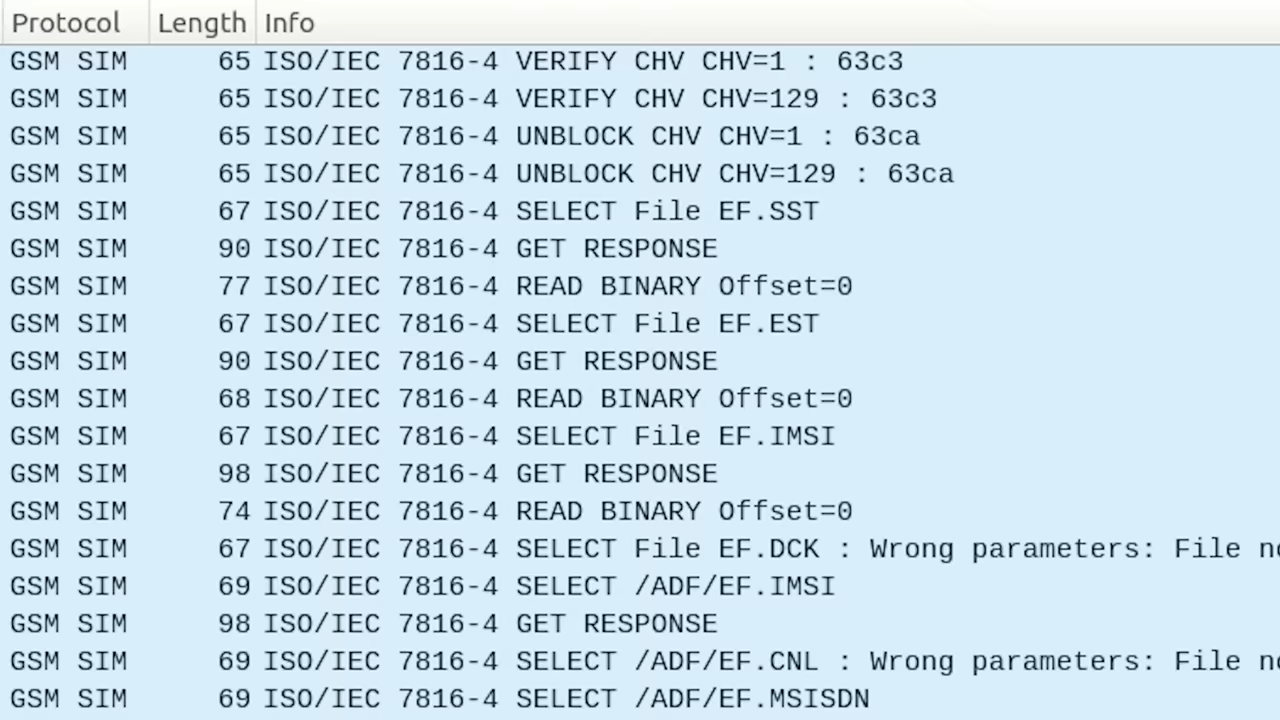 Protocol Length Info
GSM SIM 65 ISO/IEC 7816-4 VERIFY CHV CHV=1 : 63c3
GSM SIM 65 ISO/IEC 7816-4 VERIFY CHV CHV=129 : 63c3
GSM SIM 65 ISO/IEC 7816-4 UNBLOCK CHV CHV=1 : 63ca
GSM SIM 65 ISO/IEC 7816-4 UNBLOCK CHV CHV=129 : 63ca
GSM SIM 67 ISO/IEC 7816-4 SELECT File EF.SST
GSM SIM 90 ISO/IEC 7816-4 GET RESPONSE
GSM SIM 77 ISO/IEC 7816-4 READ BINARY Offset=0
GSM SIM 67 ISO/IEC 7816-4 SELECT File EF.EST
GSM SIM 90 ISO/IEC 7816-4 GET RESPONSE
GSM SIM 68 ISO/IEC 7816-4 READ BINARY Offset=0
GSM SIM 67 ISO/IEC 7816-4 SELECT File EF.IMSI
GSM SIM 98 ISO/IEC 7816-4 GET RESPONSE
GSM SIM 74 ISO/IEC 7816-4 READ BINARY Offset=0
GSM SIM 67 ISO/IEC 7816-4 SELECT File EF.DCK : Wrong parameters: File
GSM SIM 69 ISO/IEC 7816-4 SELECT /ADF/EF.IMSI
GSM SIM 98 ISO/IEC 7816-4 GET RESPONSE
GSM SIM 69 ISO/IEC 7816-4 SELECT /ADF/EF.CNL : Wrong parameters: File
GSM SIM 69 ISO/IEC 7816-4 SELECT /ADF/EF.MSISDN